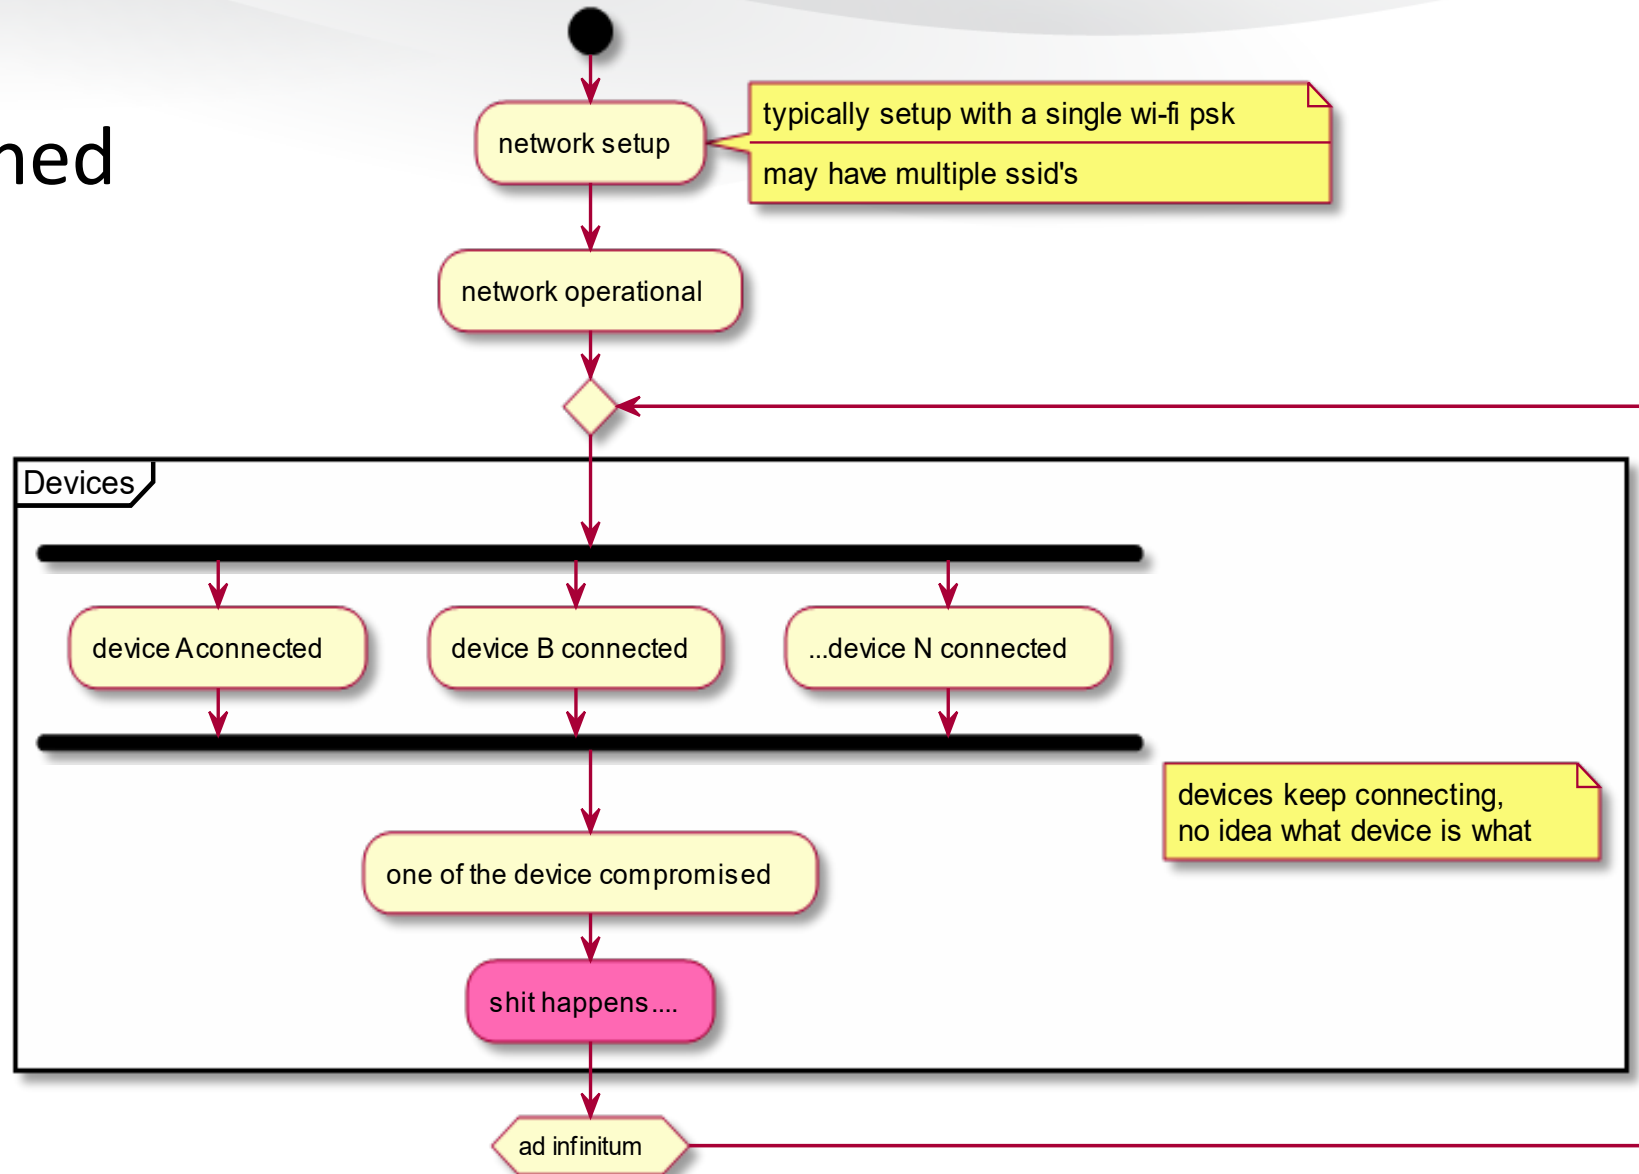 ned
network setup
typically setup with a single wi-fi psk
may have multiple ssid's
network operational
Devices
device A connected
device B connected
...device N connected
devices keep connecting,
no idea what device is what
one of the device compromised
shit happens....
ad infinitum